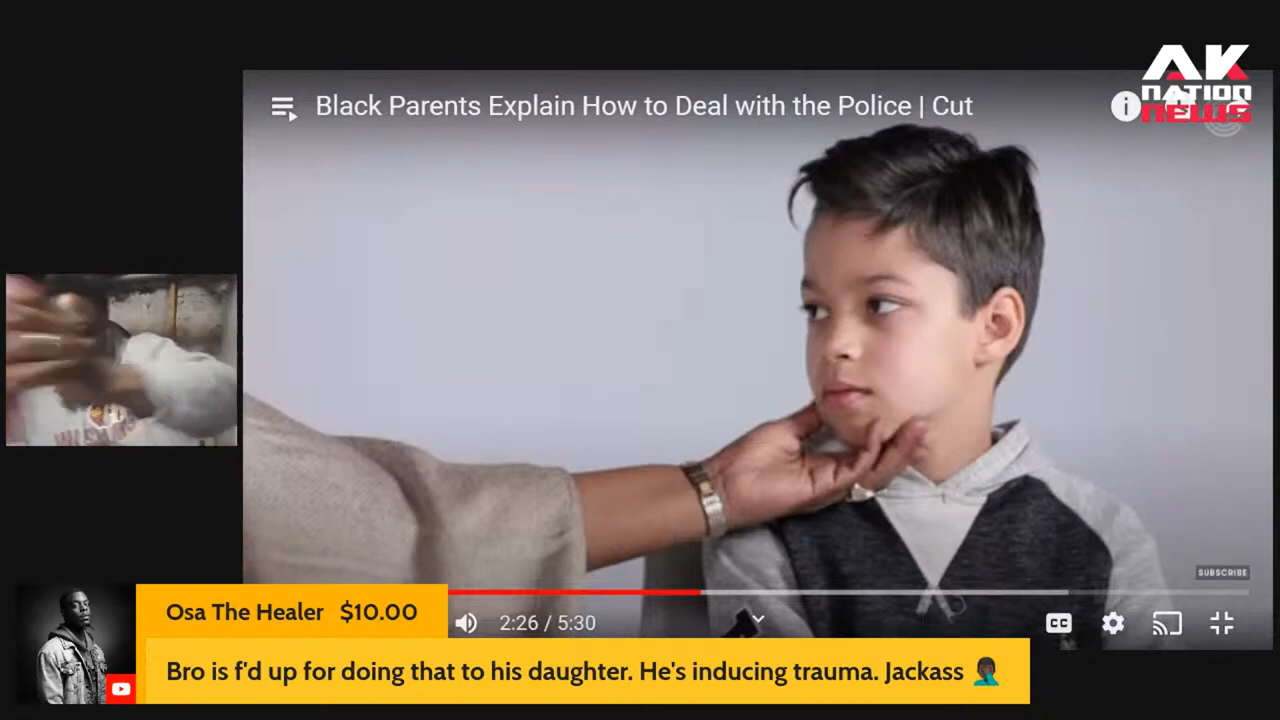 AK
NATION
NEWS
Black Parents Explain How to Deal with the Police | Cut
SUBSCRIBE
Osa The Healer $10.00
2:26 / 5:30
CC
Bro is f'd up for doing that to his daughter. He's inducing trauma. Jackass 🤦🏿‍♂️